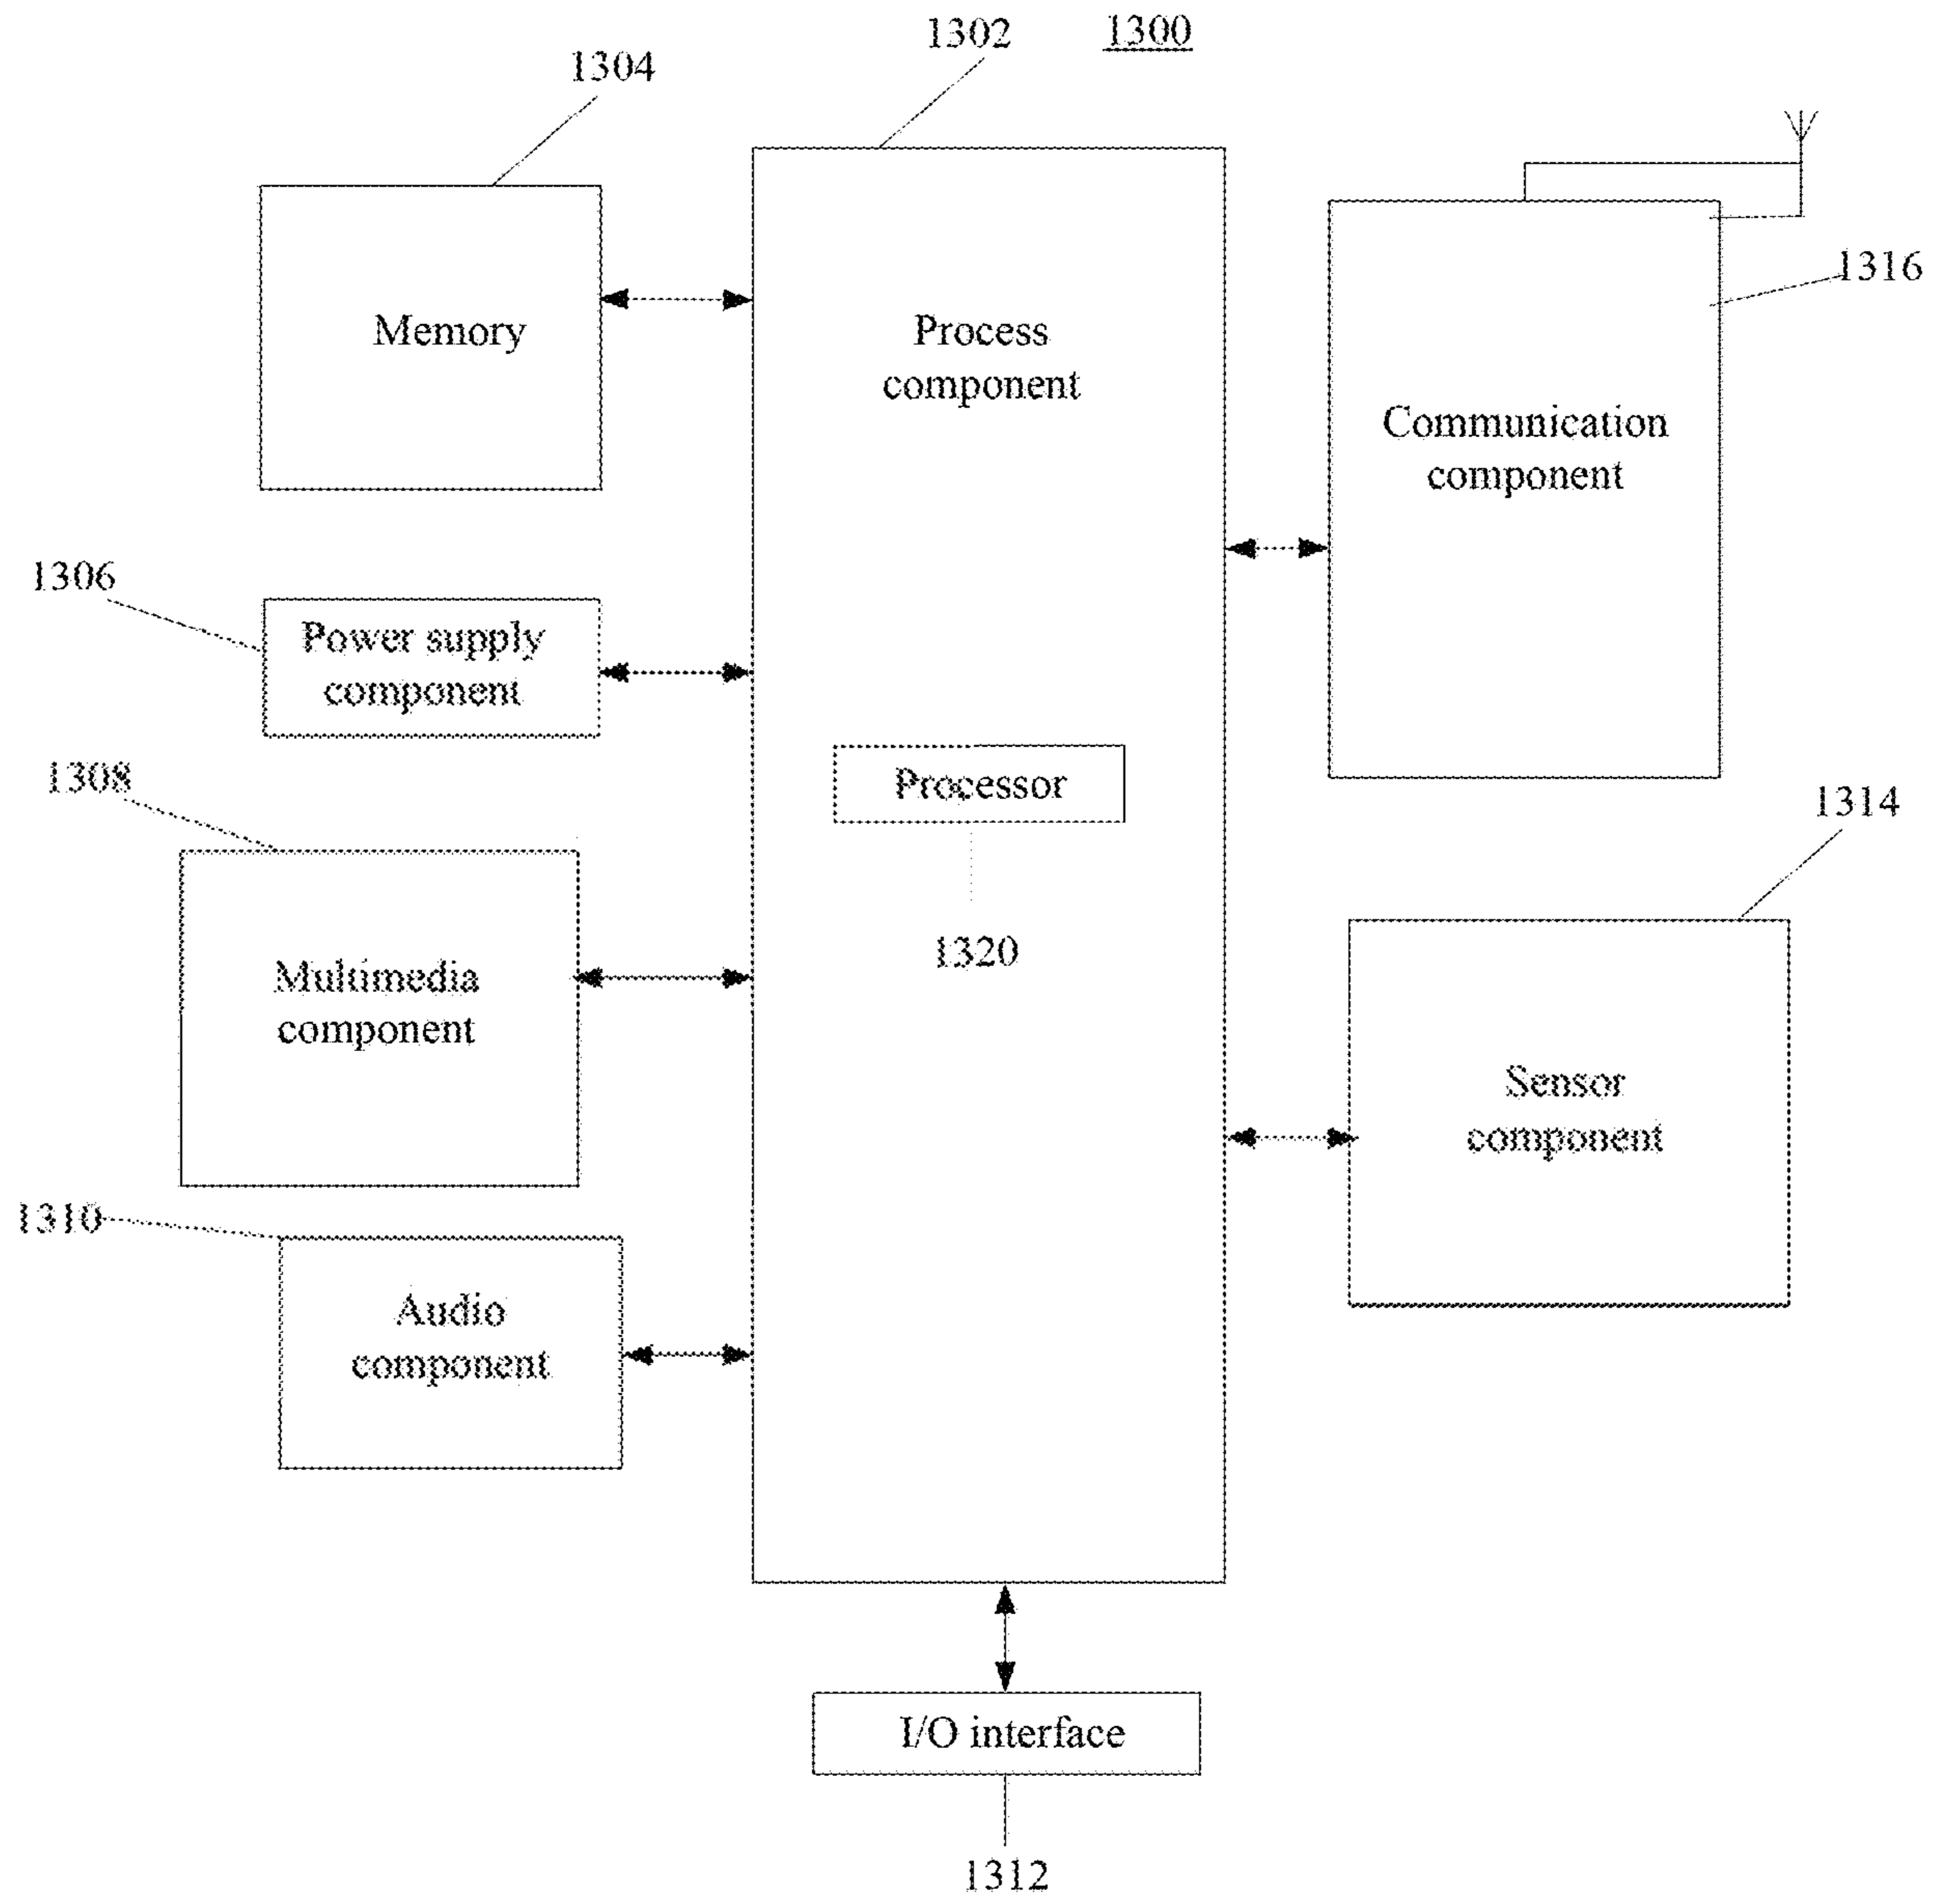 1302
1300
1304
Memory
Process
component
1316
Communication
component
1306
Power supply
component
Processor
1320
1308
Multimedia
component
1314
Sensor
component
1310
Audio
component
I/O interface
1312